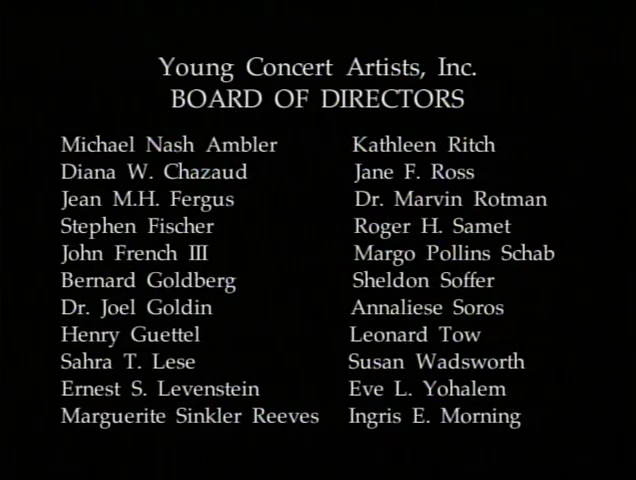 Young Concert Artists, Inc.
BOARD OF DIRECTORS
Michael Nash Ambler
Diana W. Chazaud
Jean M.H. Fergus
Stephen Fischer
John French III
Bernard Goldberg
Dr. Joel Goldin
Henry Guettel
Sahra T. Lese
Ernest S. Levenstein
Marguerite Sinkler Reeves
Kathleen Ritch
Jane F. Ross
Dr. Marvin Rotman
Roger H. Samet
Margo Pollins Schab
Sheldon Soffer
Annaliese Soros
Leonard Tow
Susan Wadsworth
Eve L. Yohalem
Ingris E. Morning